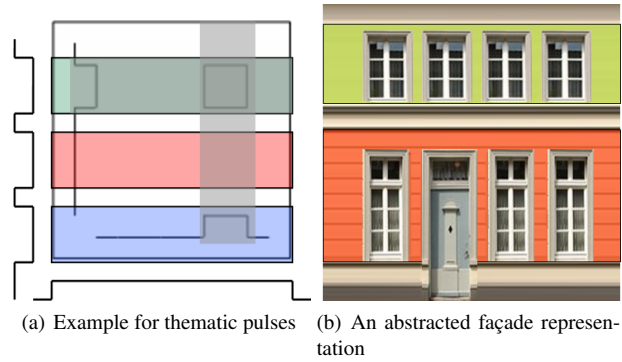 (a) Example for thematic pulses
(b) An abstracted façade represen-
tation